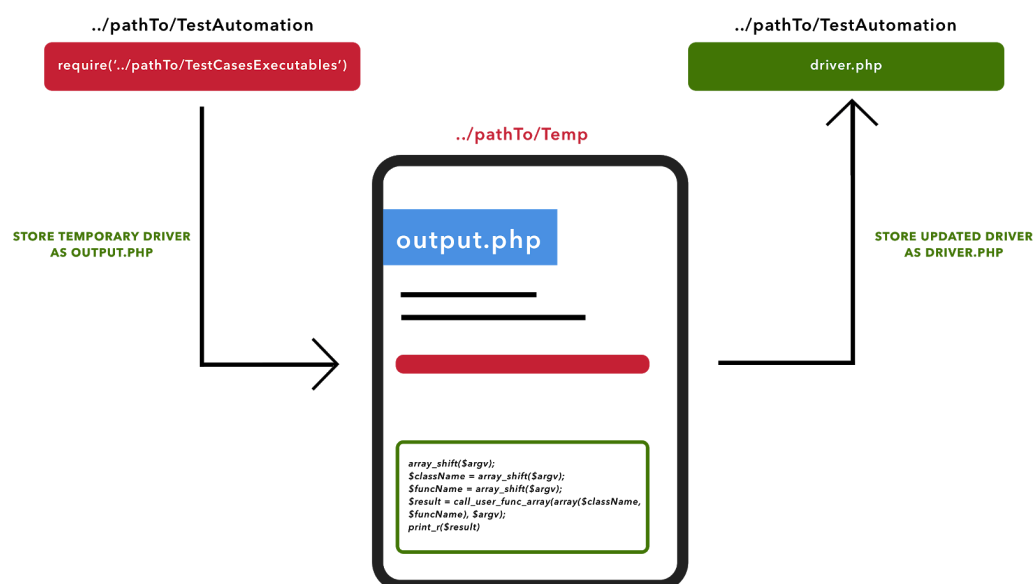 ../pathTo/TestAutomation
require('../pathTo/TestCasesExecutables')
STORE TEMPORARY DRIVER
AS OUTPUT.PHP
../pathTo/Temp
output.php
array_shift($argv);
$className = array_shift($argv);
$funcName = array_shift($argv);
$result = call_user_func_array(array($className,
$funcName), $argv);
print_r($result)
../pathTo/TestAutomation
driver.php
STORE UPDATED DRIVER
AS DRIVER.PHP